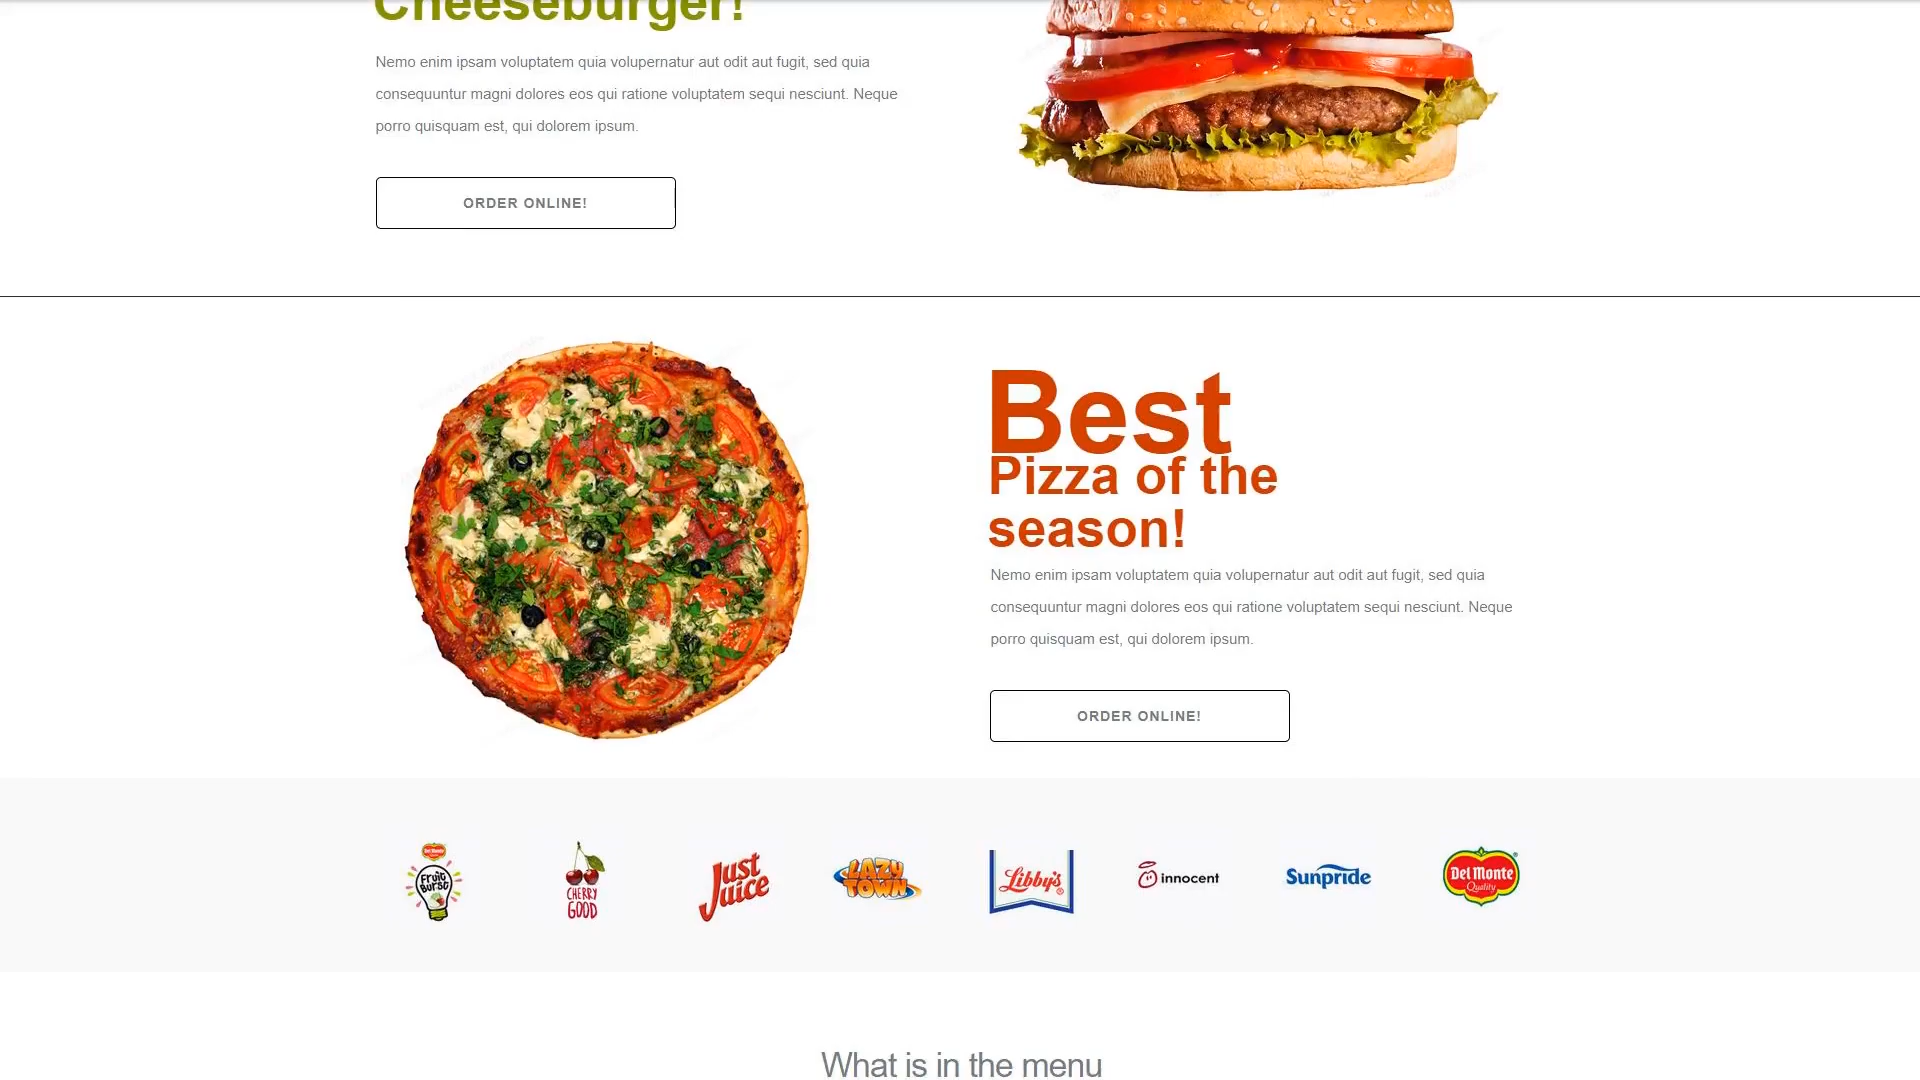 Cheeseburger!
Nemo enim ipsam voluptatem quia volupernatur aut odit aut fugit, sed quia
consequuntur magni dolores eos qui ratione voluptatem sequi nesciunt. Neque
porro quisquam est, qui dolorem ipsum.
ORDER ONLINE!
Best
Pizza of the
season!
Nemo enim ipsam voluptatem quia volupernatur aut odit aut fugit, sed quia
consequuntur magni dolores eos qui ratione voluptatem sequi nesciunt. Neque
porro quisquam est, qui dolorem ipsum.
ORDER ONLINE!
Del Monte
Fruit
Burst
CHERRY
GOOD
Just
Juice
LAZY
TOWN
Libby's®
innocent
Sunpride
Del Monte®
Quality
What is in the menu